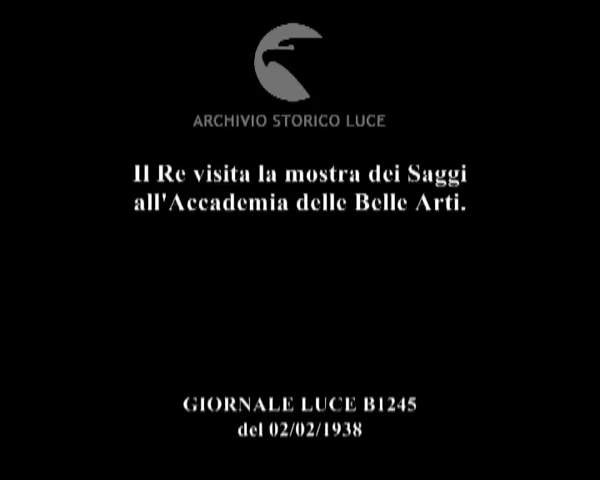 ARCHIVIO STORICO LUCE
Il Re visita la mostra dei Saggi
all'Accademia delle Belle Arti.
GIORNALE LUCE B1245
del 02/02/1938